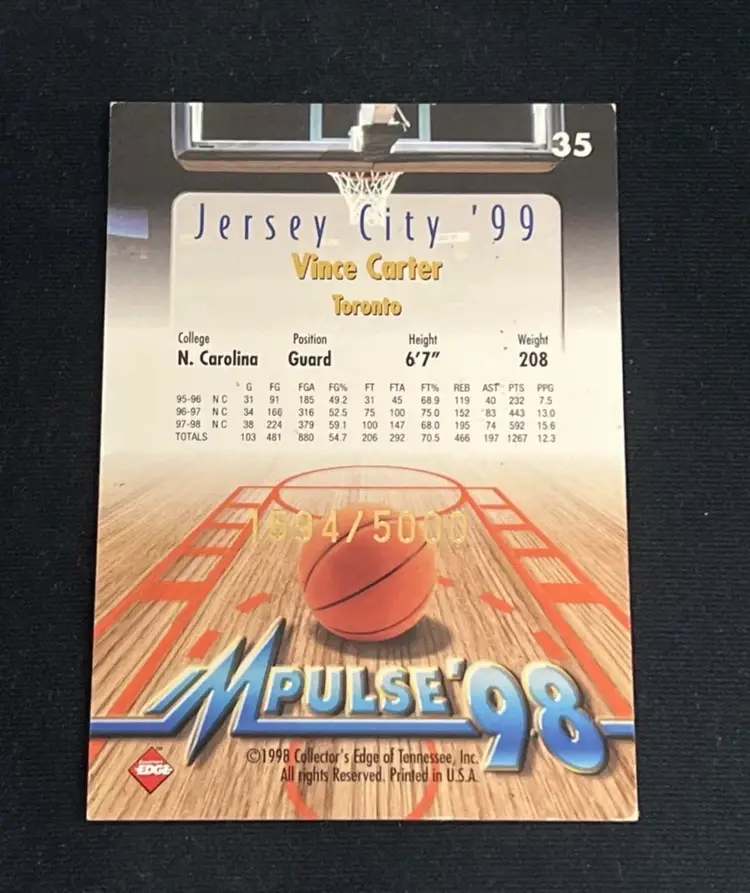 35
Jersey City '99
Vince Carter
Toronto
College Position Height Weight
N. Carolina Guard 6'7" 208
G FG FGA FG% FT FTA FT% REB AST PTS PPG
95-96 N C 31 91 185 49.2 31 45 68.9 119 40 232 7.5
96-97 N C 34 166 316 52.5 75 100 75.0 152 83 443 13.0
97-98 N C 38 224 379 59.1 100 147 68.0 195 74 592 15.6
TOTALS 103 481 880 54.7 206 292 70.5 466 197 1267 12.3
1594/5000
MPULSE '98
EDGE
©1998 Collector's Edge of Tennessee, Inc.
All rights Reserved. Printed in U.S.A.